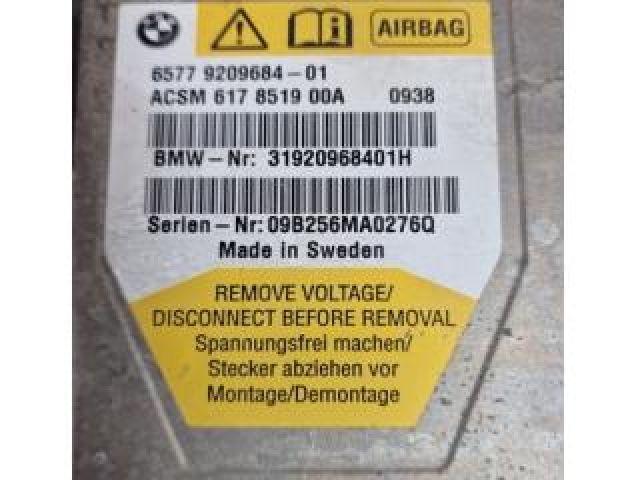 AIRBAG
6577 9209684-01
ACSM 617 8519 00A 0938
BMW-Nr: 31920968401H
Serien-Nr: 09B256MA0276Q
Made in Sweden
REMOVE VOLTAGE/
DISCONNECT BEFORE REMOVAL
Spannungsfrei machen/
Stecker abziehen vor
Montage/Demontage